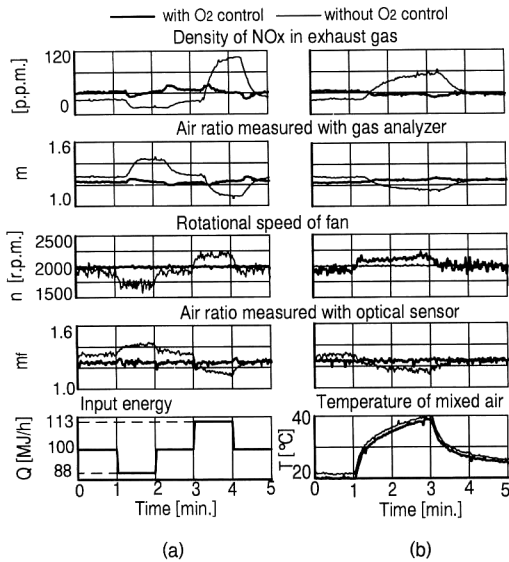 with O2 control without O2 control
Density of NOx in exhaust gas
120
[p.p.m.]
0
Air ratio measured with gas analyzer
1.6
m
1.0
Rotational speed of fan
2500
n [r.p.m.]
2000
1500
Air ratio measured with optical sensor
1.6
mf
1.0
Input energy
Temperature of mixed air
Q [MJ/h]
113
100
88
T [°C]
40
20
0 1 2 3 4 5
0 1 2 3 4 5
Time [min.]
Time [min.]
(a)
(b)